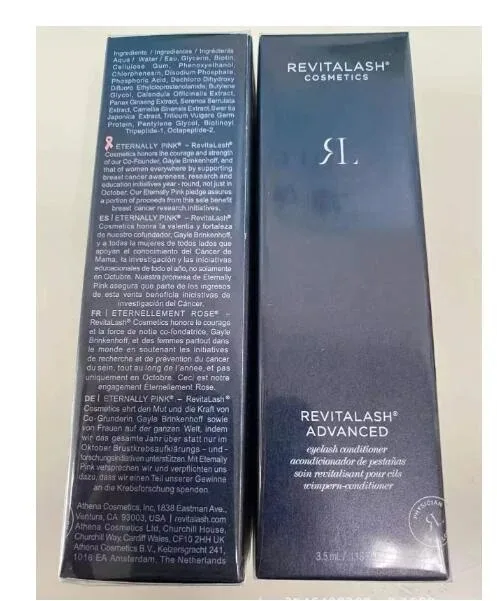 Ingredients / Ingredientes / Ingrédients
Aqua / Water / Eau, Glycerin, Biotin,
Cellulose Gum, Phenoxyethanol,
Chlorphenesin, Disodium Phosphate,
Phosphoric Acid, Dechloro Dihydroxy
Difluoro Ethylcloprostenolamide, Butylene
Glycol, Calendula Officinalis Extract,
Panax Ginseng Extract, Serenoa Serrulata
Extract, Camellia Sinensis Extract, Swertia
Japonica Extract, Triticum Vulgare Germ
Protein, Pentylene Glycol, Biotinoyl
Tripeptide-1, Octapeptide-2.
ETERNALLY PINK® – RevitaLash®
Cosmetics honors the courage and strength
of our Co-Founder, Gayle Brinkenhoff, and
that of women everywhere by supporting
breast cancer awareness, research and
education initiatives year - round, not just in
October. Our Eternally Pink pledge assures
a portion of proceeds from this sale benefit
breast cancer research initiatives.
ES | ETERNALLY PINK® – RevitaLash®
Cosmetics honra la valentia y fortaleza
de nuestro cofundador, Gayle Brinkenhoff,
y a todas la mujeres de todos lados que
apoyan el conocimiento del Cáncer de
Mama, la investigación y las iniciativas
educacionales de todo el año, no solamente
en Octubre. Nuestra promesa de Eternally
Pink asegura que parte de los ingresos
de esta venta beneficia iniciativas de
investigación del Cáncer.
FR | ETERNELLEMENT ROSE® –
RevitaLash® Cosmetics honore le courage
et la force de notre co-fondatrice, Gayle
Brinkenhoff, et des femmes partout dans
le monde en soutenant les initiatives
de recherche et de prévention du cancer
du sein, tout au long de l'année, et pas
uniquement en Octobre. Ceci est notre
engagement Eternellement Rose.
DE | ETERNALLY PINK® – RevitaLash®
Cosmetics ehrt den Mut und die Kraft von
Co-Grunderin Gayle Brinkenhoff sowie
von Frauen auf der ganzen Welt, indem
wir das gesamte Jahr über statt nur im
Oktober Brustkrebsaufklärungs – und–
forschungsinitiativen unterstützen. Mit Eternally
Pink versprechen wir und verpflichten uns
dazu, dass wir einen Teil unserer Gewinne
an die Krebsforschung spenden.
Athena Cosmetics, Inc, 1838 Eastman Ave.,
Ventura, CA 93003, USA | revitalash.com
Athena Cosmetics Ltd, Churchill House,
Churchill Way, Cardiff Wales, CF10 2HH UK
Athena Cosmetics B.V., Keizersgracht 241,
1016 EA Amsterdam, The Netherlands
REVITALASH®
COSMETICS
RL
REVITALASH®
ADVANCED
eyelash conditioner
acondicionador de pestañas
soin revitalisant pour cils
wimpern-conditioner
PHYSICIAN
RL
3.5 mL /